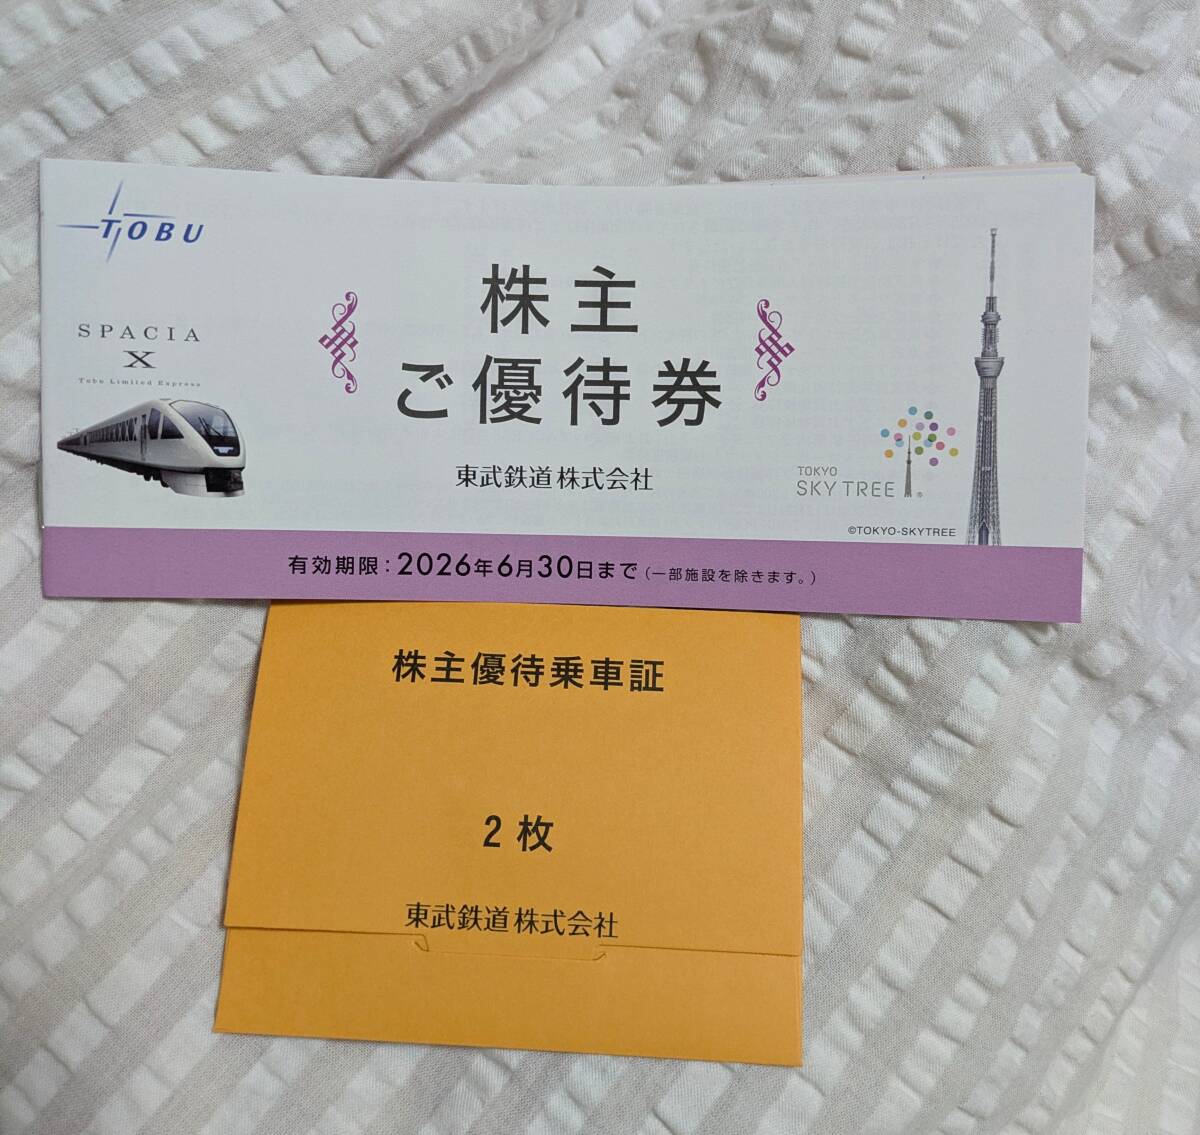 TOBU
SPACIA
X
Tobu Limited Express
株主
ご優待券
東武鉄道株式会社
TOKYO
SKYTREE®
©TOKYO-SKYTREE
有効期限：2026年6月30日まで（一部施設を除きます。）
株主優待乗車証
2枚
東武鉄道株式会社